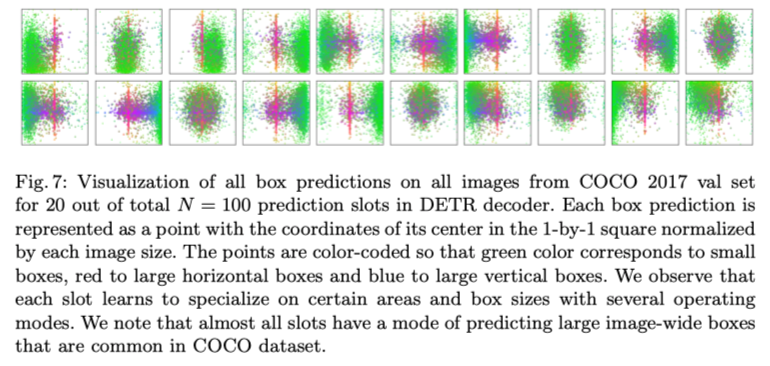 Fig. 7: Visualization of all box predictions on all images from COCO 2017 val set
for 20 out of total N = 100 prediction slots in DETR decoder. Each box prediction is
represented as a point with the coordinates of its center in the 1-by-1 square normalized
by each image size. The points are color-coded so that green color corresponds to small
boxes, red to large horizontal boxes and blue to large vertical boxes. We observe that
each slot learns to specialize on certain areas and box sizes with several operating
modes. We note that almost all slots have a mode of predicting large image-wide boxes
that are common in COCO dataset.